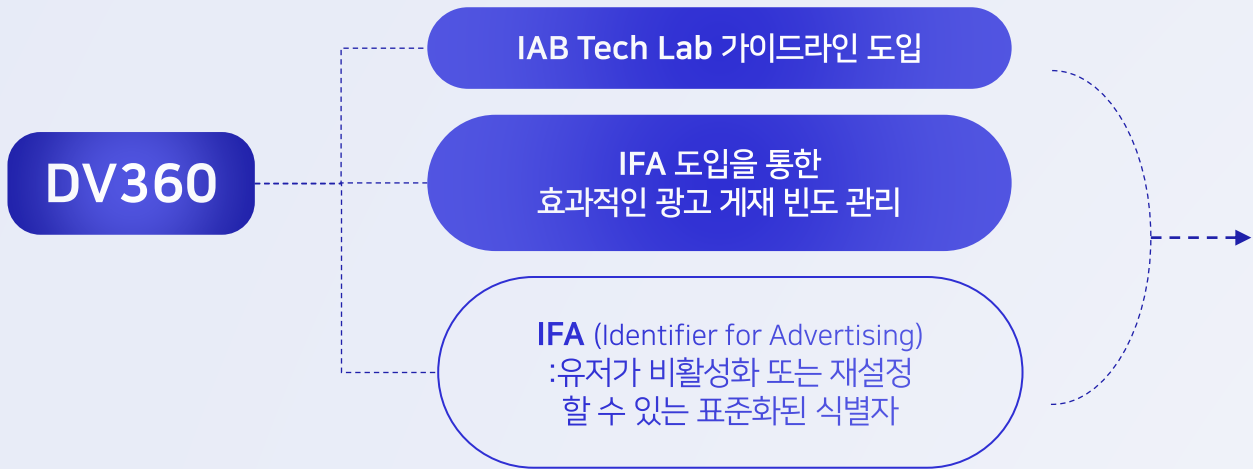 DV360
IAB Tech Lab 가이드라인 도입
IFA 도입을 통한
효과적인 광고 게재 빈도 관리
IFA (Identifier for Advertising)
:유저가 비활성화 또는 재설정
할 수 있는 표준화된 식별자